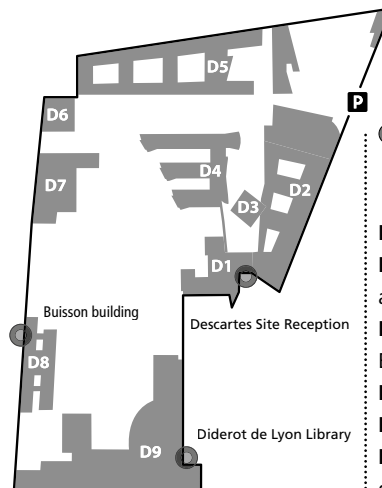 D5
P
D6
D4
D7
D2
D3
D1
Buisson building
Descartes Site Reception
D8
Diderot de Lyon Library
D9